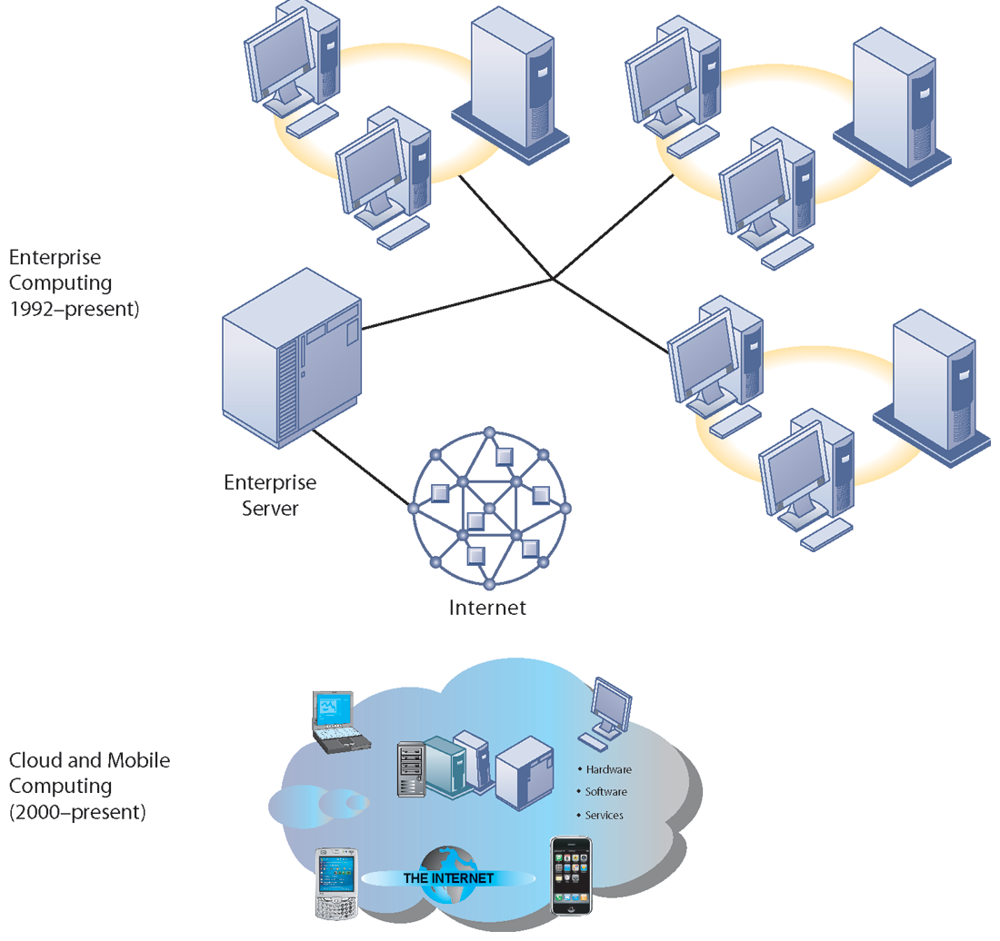 Enterprise
Computing
1992–present)
Enterprise
Server
Internet
Cloud and Mobile
Computing
(2000–present)
• Hardware
• Software
• Services
THE INTERNET